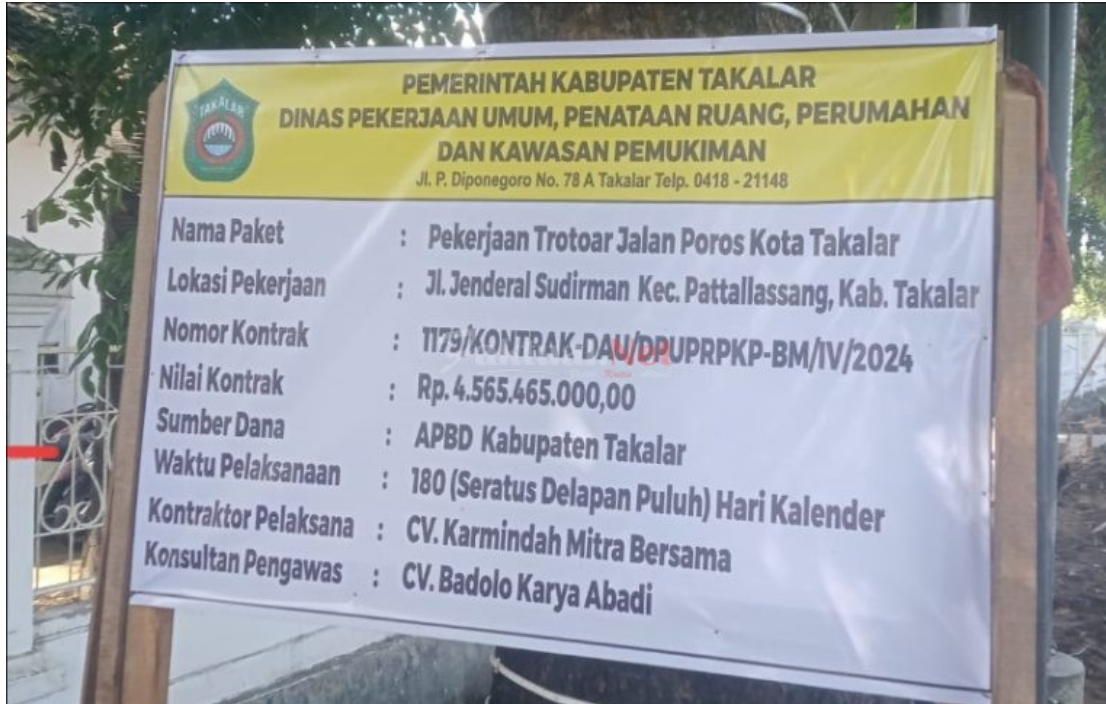 PEMERINTAH KABUPATEN TAKALAR
DINAS PEKERJAAN UMUM, PENATAAN RUANG, PERUMAHAN
DAN KAWASAN PEMUKIMAN
Jl. P. Diponegoro No. 78 A Takalar Telp. 0418 - 21148
TAKALAR
Nama Paket : Pekerjaan Trotoar Jalan Poros Kota Takalar
Lokasi Pekerjaan : Jl. Jenderal Sudirman Kec. Pattallassang, Kab. Takalar
Nomor Kontrak : 1179/KONTRAK-DAU/DPUPRPKP-BM/IV/2024
Nilai Kontrak : Rp. 4.565.465.000,00
Sumber Dana : APBD Kabupaten Takalar
Waktu Pelaksanaan : 180 (Seratus Delapan Puluh) Hari Kalender
Kontraktor Pelaksana : CV. Karmindah Mitra Bersama
Konsultan Pengawas : CV. Badolo Karya Abadi
Net